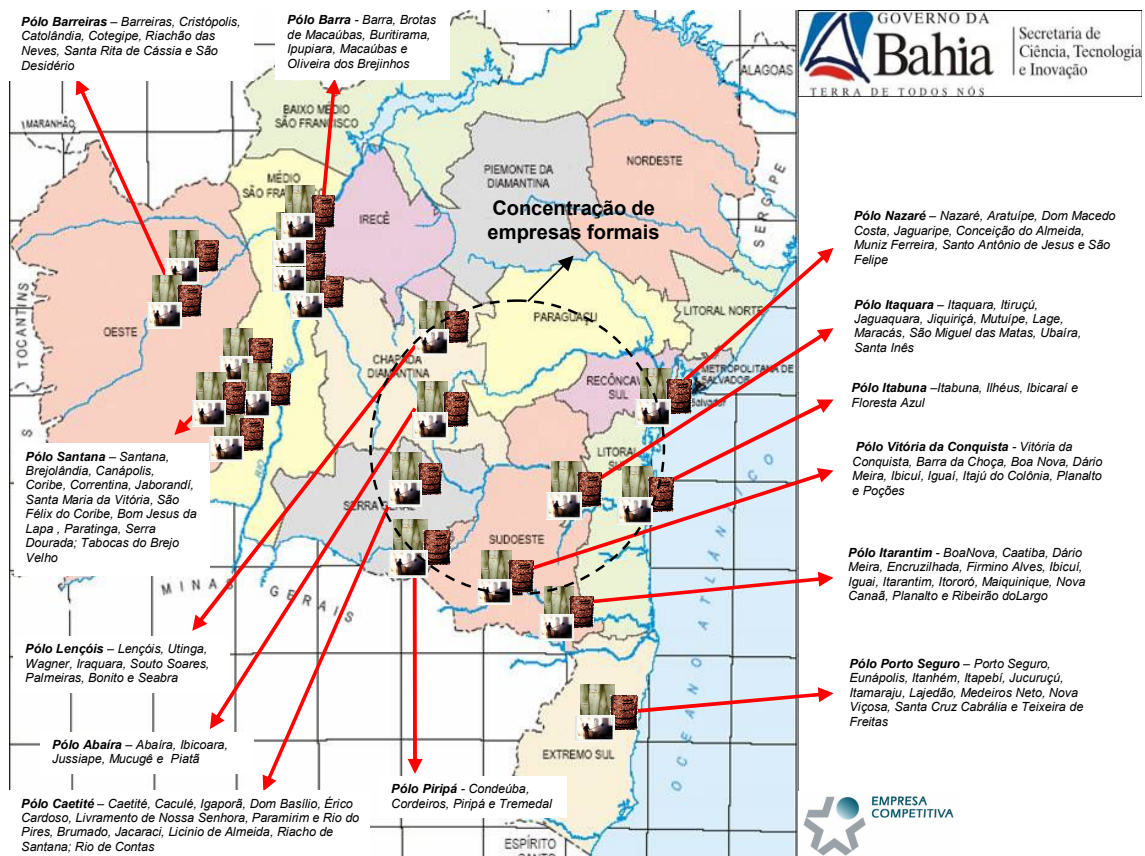 Pólo Barreiras – Barreiras, Cristópolis,
Catolândia, Cotegipe, Riachão das
Neves, Santa Rita de Cássia e São
Desidério
Pólo Barra - Barra, Brotas
de Macaúbas, Buritirama,
Ipupiara, Macaúbas e
Oliveira dos Brejinhos
GOVERNO DA
Bahia
TERRA DE TODOS NÓS
Secretaria de
Ciência, Tecnologia
e Inovação
ALAGOAS
MARANHÃO
BAIXO MÉDIO
SÃO FRANCISCO
PIEMONTE DA
DIAMANTINA
NORDESTE
SERGIPE
MÉDIO
SÃO FRANCISCO
IRECÊ
Concentração de
empresas formais
Pólo Nazaré – Nazaré, Aratuípe, Dom Macedo
Costa, Jaguaripe, Conceição do Almeida,
Muniz Ferreira, Santo Antônio de Jesus e São
Felipe
TOCANTINS
OESTE
PARAGUAÇU
LITORAL NORTE
Pólo Itaquara – Itaquara, Itiruçú,
Jaguaquara, Jiquiriçá, Mutuípe, Lage,
Maracás, São Miguel das Matas, Ubaíra,
Santa Inês
CHAPADA
DIAMANTINA
RECÔNCAV
SUL
METROPOLITANA DE
SALVADOR
Salvador
Pólo Itabuna –Itabuna, Ilhéus, Ibicaraí e
Floresta Azul
Pólo Santana – Santana,
Brejolândia, Canápolis,
Coribe, Correntina, Jaborandí,
Santa Maria da Vitória, São
Félix do Coribe, Bom Jesus da
Lapa , Paratinga, Serra
Dourada; Tabocas do Brejo
Velho
LITORAL
SUL
Pólo Vitória da Conquista - Vitória da
Conquista, Barra da Choça, Boa Nova, Dário
Meira, Ibicuí, Iguaí, Itajú do Colônia, Planalto
e Poções
SERRA GERAL
SUDOESTE
OCEANO ATLÂNTICO
MINAS GERAIS
Pólo Itarantim - BoaNova, Caatiba, Dário
Meira, Encruzilhada, Firmino Alves, Ibicuí,
Iguai, Itarantim, Itororó, Maiquinique, Nova
Canaã, Planalto e Ribeirão doLargo
Pólo Lençóis – Lençóis, Utinga,
Wagner, Iraquara, Souto Soares,
Palmeiras, Bonito e Seabra
Pólo Porto Seguro – Porto Seguro,
Eunápolis, Itanhém, Itapebí, Jucuruçú,
Itamaraju, Lajedão, Medeiros Neto, Nova
Viçosa, Santa Cruz Cabrália e Teixeira de
Freitas
Pólo Abaíra – Abaíra, Ibicoara,
Jussiape, Mucugê e Piatã
EXTREMO SUL
Pólo Caetité – Caetité, Caculé, Igaporã, Dom Basílio, Érico
Cardoso, Livramento de Nossa Senhora, Paramirim e Rio do
Pires, Brumado, Jacaraci, Licinio de Almeida, Riacho de
Santana; Rio de Contas
Pólo Piripá - Condeúba,
Cordeiros, Piripá e Tremedal
ESPÍRITO
SANTO
EMPRESA
COMPETITIVA